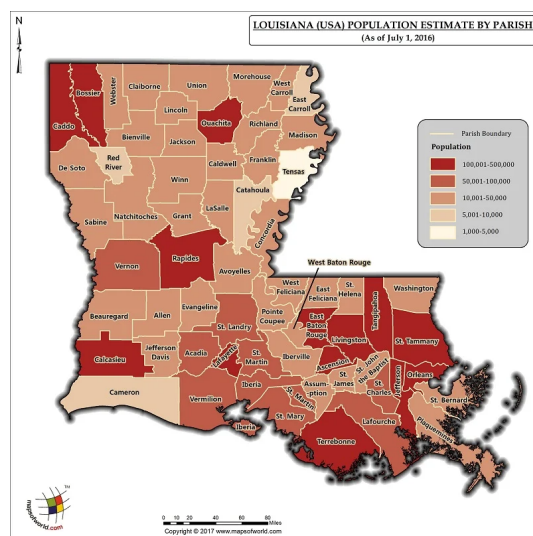 LOUISIANA (USA) POPULATION ESTIMATE BY PARISH
(As of July 1, 2016)
N
Parish Boundary
Population
100,001-500,000
50,001-100,000
10,001-50,000
5,001-10,000
1,000-5,000
Caddo
Bossier
Webster
Claiborne
Union
Morehouse
West
Carroll
East
Carroll
Lincoln
Ouachita
Richland
Madison
Bienville
Jackson
De Soto
Red
River
Caldwell
Franklin
Tensas
Winn
Catahoula
Sabine
Natchitoches
Grant
LaSalle
Concordia
Vernon
Rapides
Avoyelles
West Baton Rouge
West
Feliciana
East
Feliciana
St.
Helena
Tangipahoa
Washington
Beauregard
Allen
Evangeline
St. Landry
Pointe
Coupee
East
Baton
Rouge
Livingston
St. Tammany
Calcasieu
Jefferson
Davis
Acadia
Lafayette
St.
Martin
Iberville
Ascension
St. John
the Baptist
Orleans
Cameron
Vermilion
Iberia
St. Martin
Assum-
ption
St.
James
St.
Charles
Jefferson
St. Bernard
Plaquemines
Iberia
St. Mary
Lafourche
Terrebonne
mapsofworld.com
0 20 40 60 80
Miles
Copyright © 2017 www.mapsofworld.com